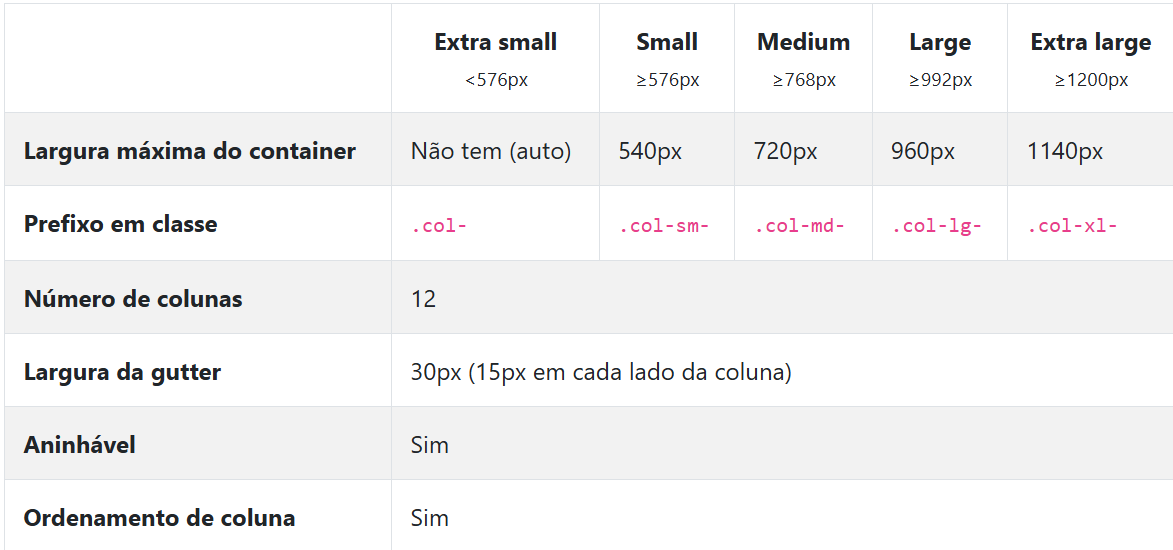 Extra small Small Medium Large Extra large
<576px ≥576px ≥768px ≥992px ≥1200px
Largura máxima do container Não tem (auto) 540px 720px 960px 1140px
Prefixo em classe .col- .col-sm- .col-md- .col-lg- .col-xl-
Número de colunas 12
Largura da gutter 30px (15px em cada lado da coluna)
Aninhável Sim
Ordenamento de coluna Sim